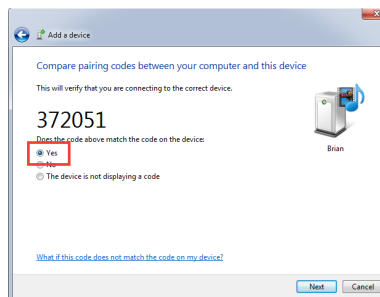 Add a device
Compare pairing codes between your computer and this device
This will verify that you are connecting to the correct device.
372051
Does the code above match the code on the device?
Brian
Yes
No
The device is not displaying a code
What if this code does not match the code on my device?
Next Cancel